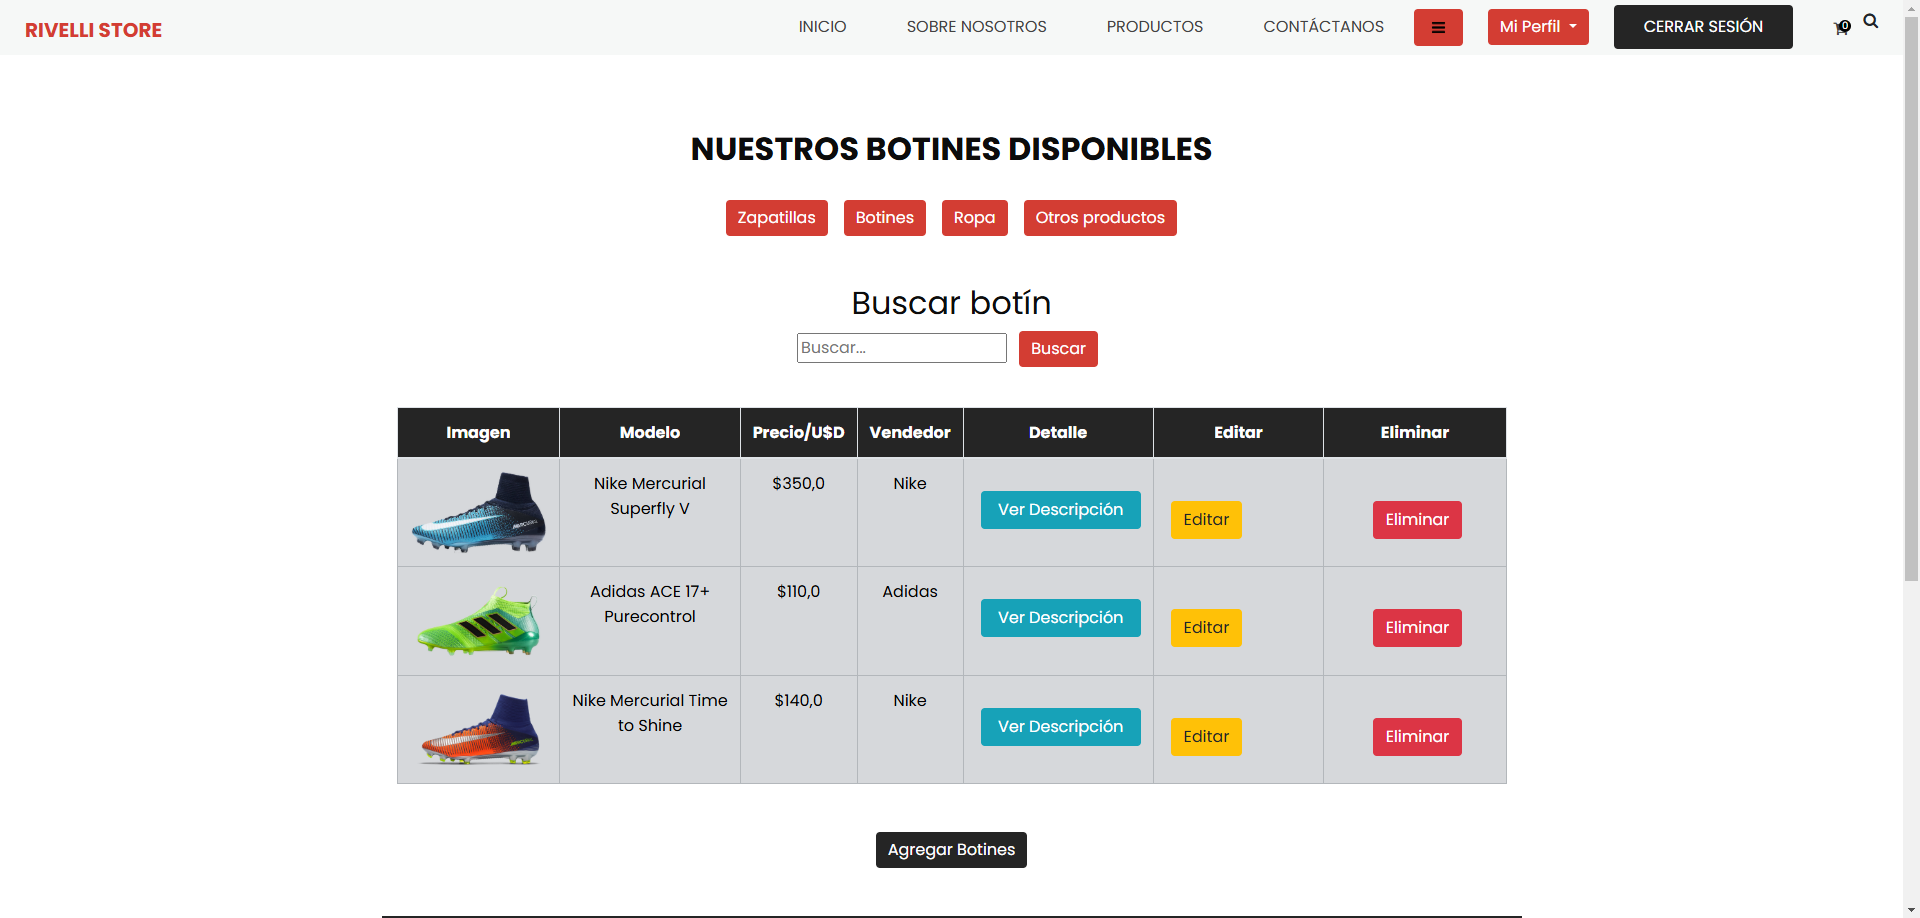 RIVELLI STORE
INICIO
SOBRE NOSOTROS
PRODUCTOS
CONTÁCTANOS
Mi Perfil
CERRAR SESIÓN
0
NUESTROS BOTINES DISPONIBLES
Zapatillas
Botines
Ropa
Otros productos
Buscar botín
Buscar...
Buscar
Imagen
Modelo
Precio/U$D
Vendedor
Detalle
Editar
Eliminar
Nike Mercurial
Superfly V
$350,0
Nike
Ver Descripción
Editar
Eliminar
Adidas ACE 17+
Purecontrol
$110,0
Adidas
Ver Descripción
Editar
Eliminar
Nike Mercurial Time
to Shine
$140,0
Nike
Ver Descripción
Editar
Eliminar
Agregar Botines